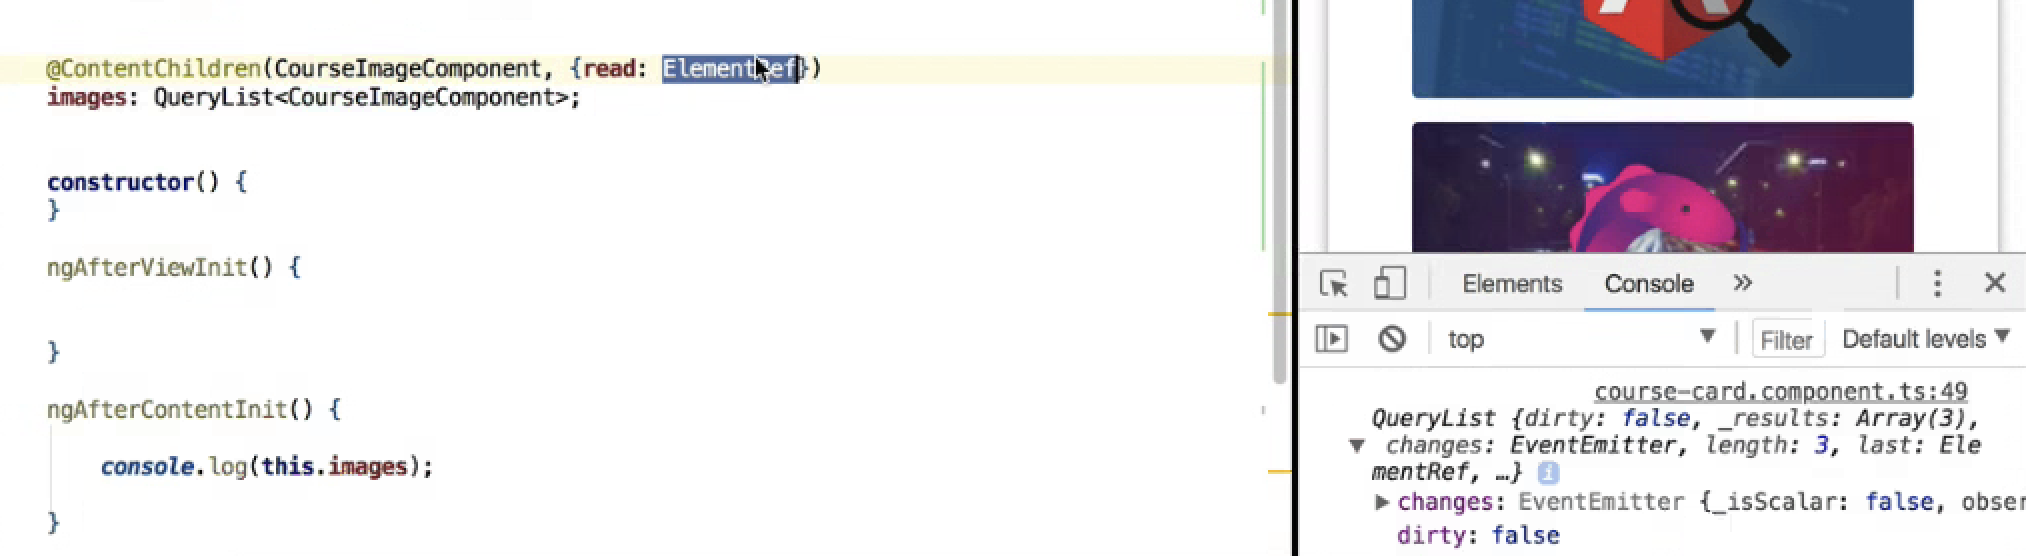 @ContentChildren(CourseImageComponent, {read: ElementRef})
images: QueryList<CourseImageComponent>;
constructor() {
}
ngAfterViewInit() {
}
ngAfterContentInit() {
console.log(this.images);
}
Elements Console »
top Filter Default levels
course-card.component.ts:49
QueryList {dirty: false, _results: Array(3),
changes: EventEmitter, length: 3, last: Ele
mentRef, …} i
changes: EventEmitter {_isScalar: false, obser
dirty: false